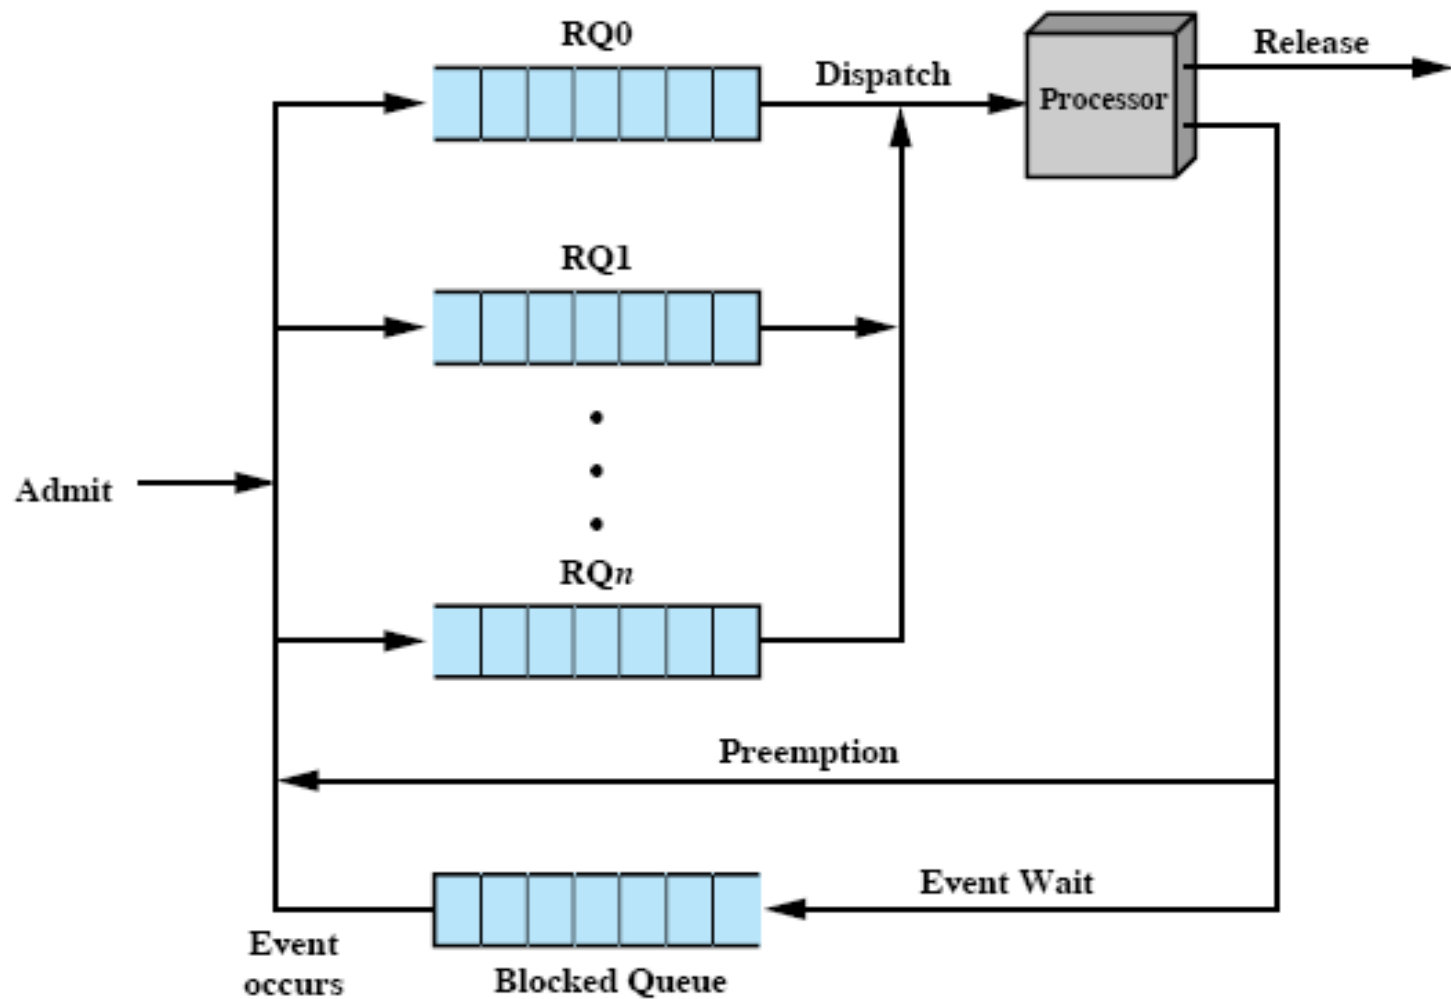 RQ0
Release
Dispatch
Processor
RQ1
Admit
RQn
Preemption
Event Wait
Event
occurs
Blocked Queue